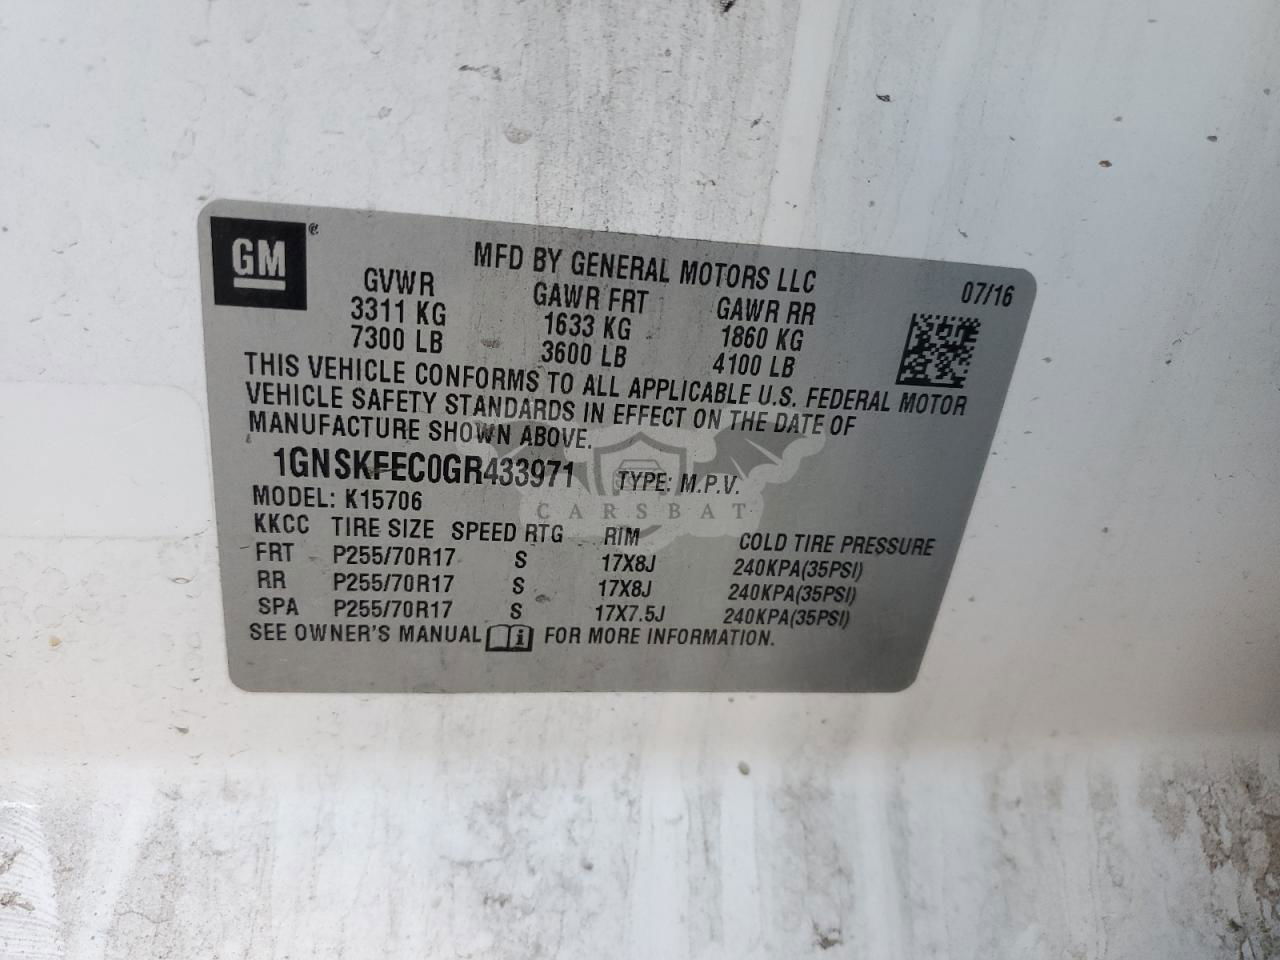 GM®
MFD BY GENERAL MOTORS LLC 07/16
GVWR GAWR FRT GAWR RR
3311 KG 1633 KG 1860 KG
7300 LB 3600 LB 4100 LB
THIS VEHICLE CONFORMS TO ALL APPLICABLE U.S. FEDERAL MOTOR
VEHICLE SAFETY STANDARDS IN EFFECT ON THE DATE OF
MANUFACTURE SHOWN ABOVE.
1GNSKFEC0GR433971 TYPE: M.P.V.
CARSBAT
MODEL: K15706
KKCC TIRE SIZE SPEED RTG RIM COLD TIRE PRESSURE
FRT P255/70R17 S 17X8J 240KPA(35PSI)
RR P255/70R17 S 17X8J 240KPA(35PSI)
SPA P255/70R17 S 17X7.5J 240KPA(35PSI)
SEE OWNER'S MANUAL i FOR MORE INFORMATION.